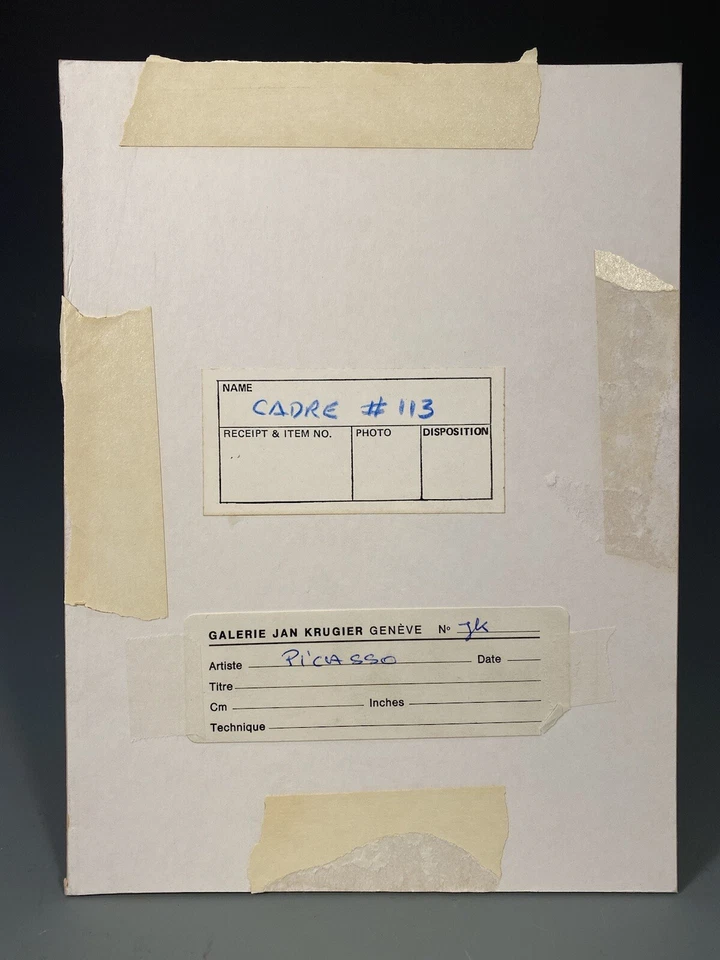 NAME
CADRE # 113
RECEIPT & ITEM NO. PHOTO DISPOSITION
GALERIE JAN KRUGIER GENÈVE Nº JK
Artiste Picasso Date
Titre
Cm Inches
Technique